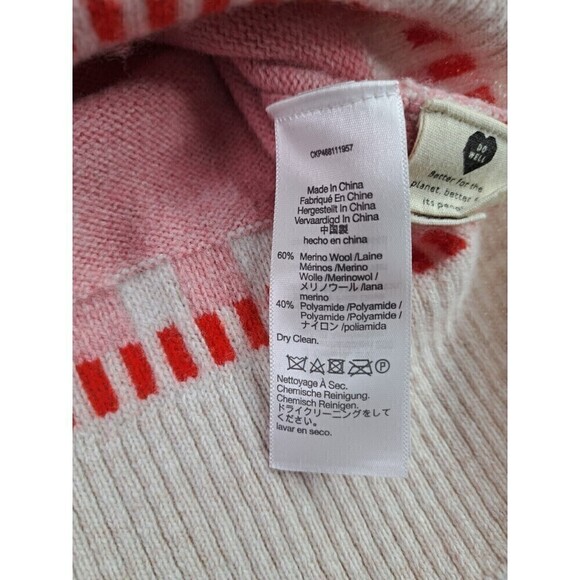 CKP468111957
Made In China
Fabriqué En Chine
Hergestellt In China
Vervaardigd In China
中国製
hecho en china
60% Merino Wool /Laine
Mérinos /Merino
Wolle /Merinowol /
メリノウール /lana
merino
40% Polyamide /Polyamide /
Polyamide /Polyamide /
ナイロン /poliamida
Dry Clean.
P
Nettoyage À Sec.
Chemische Reinigung.
Chemisch Reinigen.
ドライクリーニングをして
ください。
lavar en seco.
DO
WELL
Better for the
planet, better
its